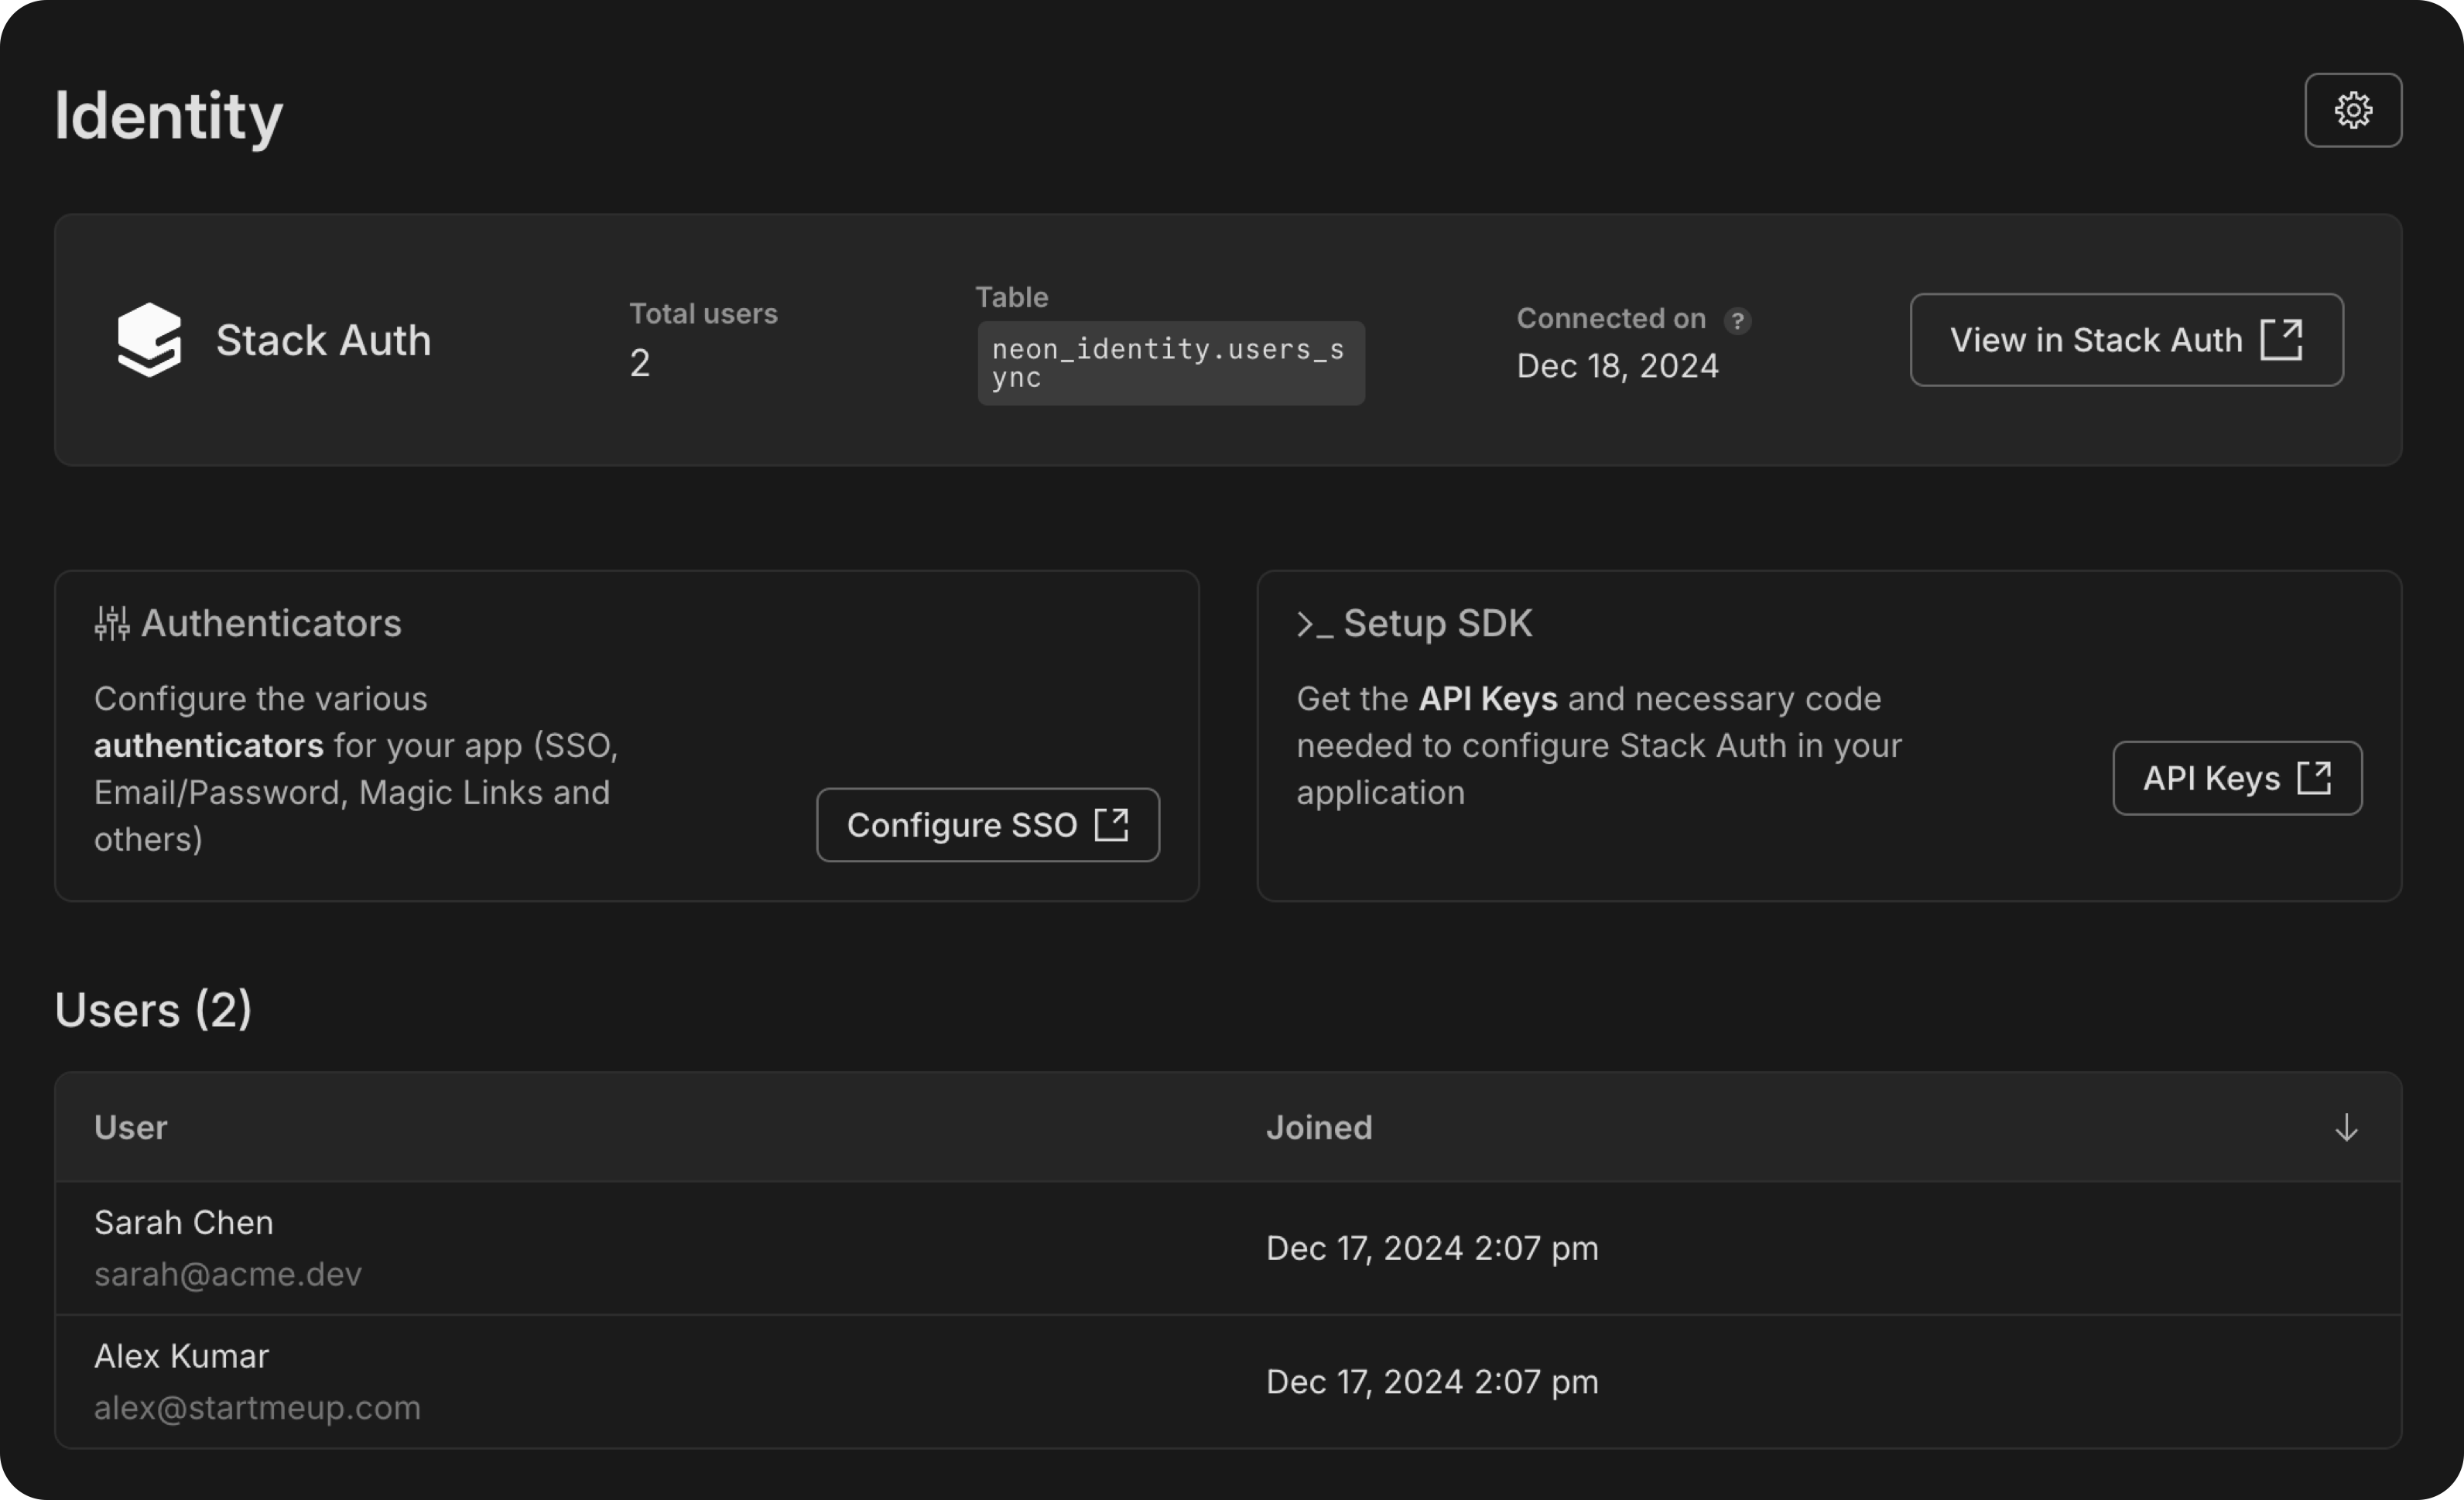 Identity
Stack Auth
Total users
2
Table
neon_identity.users_s
ync
Connected on ?
Dec 18, 2024
View in Stack Auth
Authenticators
Configure the various
authenticators for your app (SSO,
Email/Password, Magic Links and
others)
Configure SSO
>_ Setup SDK
Get the API Keys and necessary code
needed to configure Stack Auth in your
application
API Keys
Users (2)
User
Joined
Sarah Chen
sarah@acme.dev
Dec 17, 2024 2:07 pm
Alex Kumar
alex@startmeup.com
Dec 17, 2024 2:07 pm